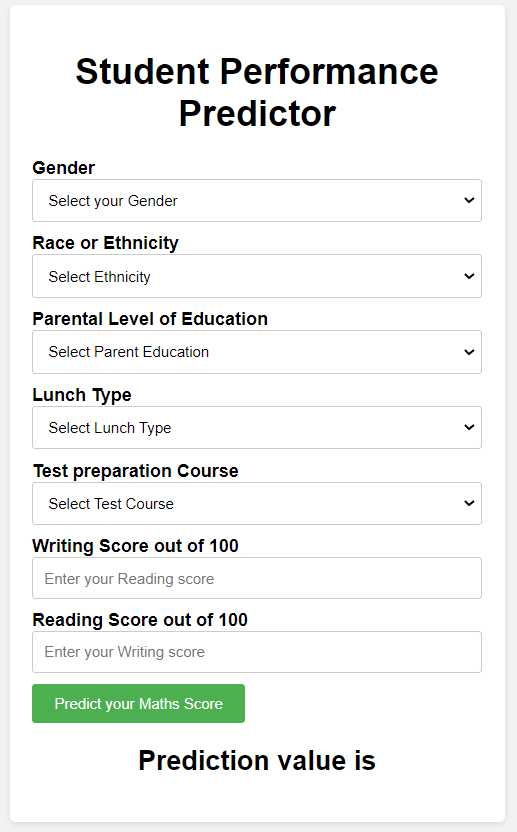 Student Performance
Predictor
Gender
Select your Gender
Race or Ethnicity
Select Ethnicity
Parental Level of Education
Select Parent Education
Lunch Type
Select Lunch Type
Test preparation Course
Select Test Course
Writing Score out of 100
Enter your Reading score
Reading Score out of 100
Enter your Writing score
Predict your Maths Score
Prediction value is